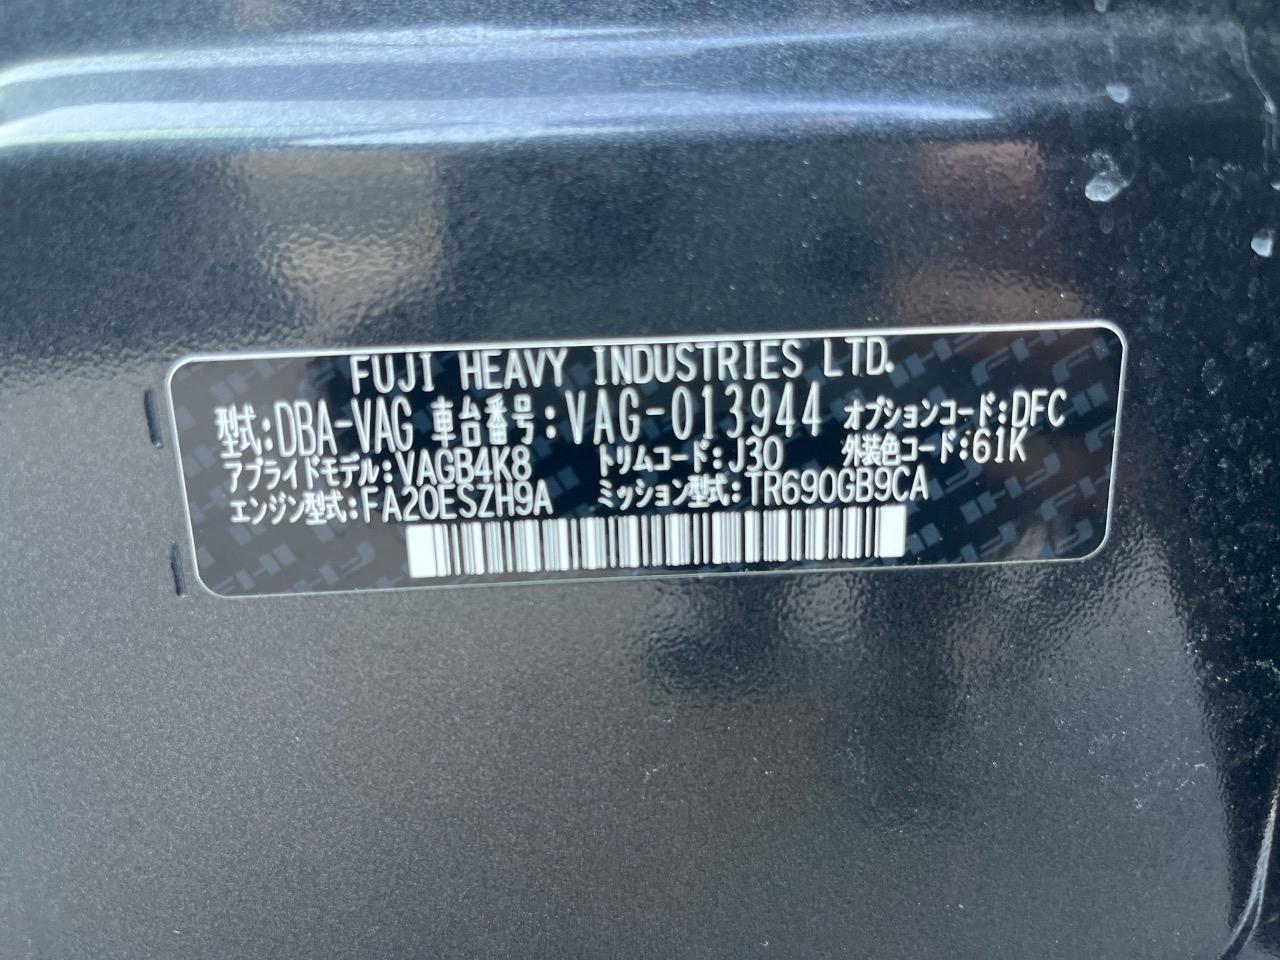 FUJI HEAVY INDUSTRIES LTD.
型式:DBA-VAG 車台番号:VAG-013944 オプションコード:DFC
アプライドモデル:VAGB4K8 トリムコード:J30 外装色コード:61K
エンジン型式:FA20ESZH9A ミッション型式:TR690GB9CA